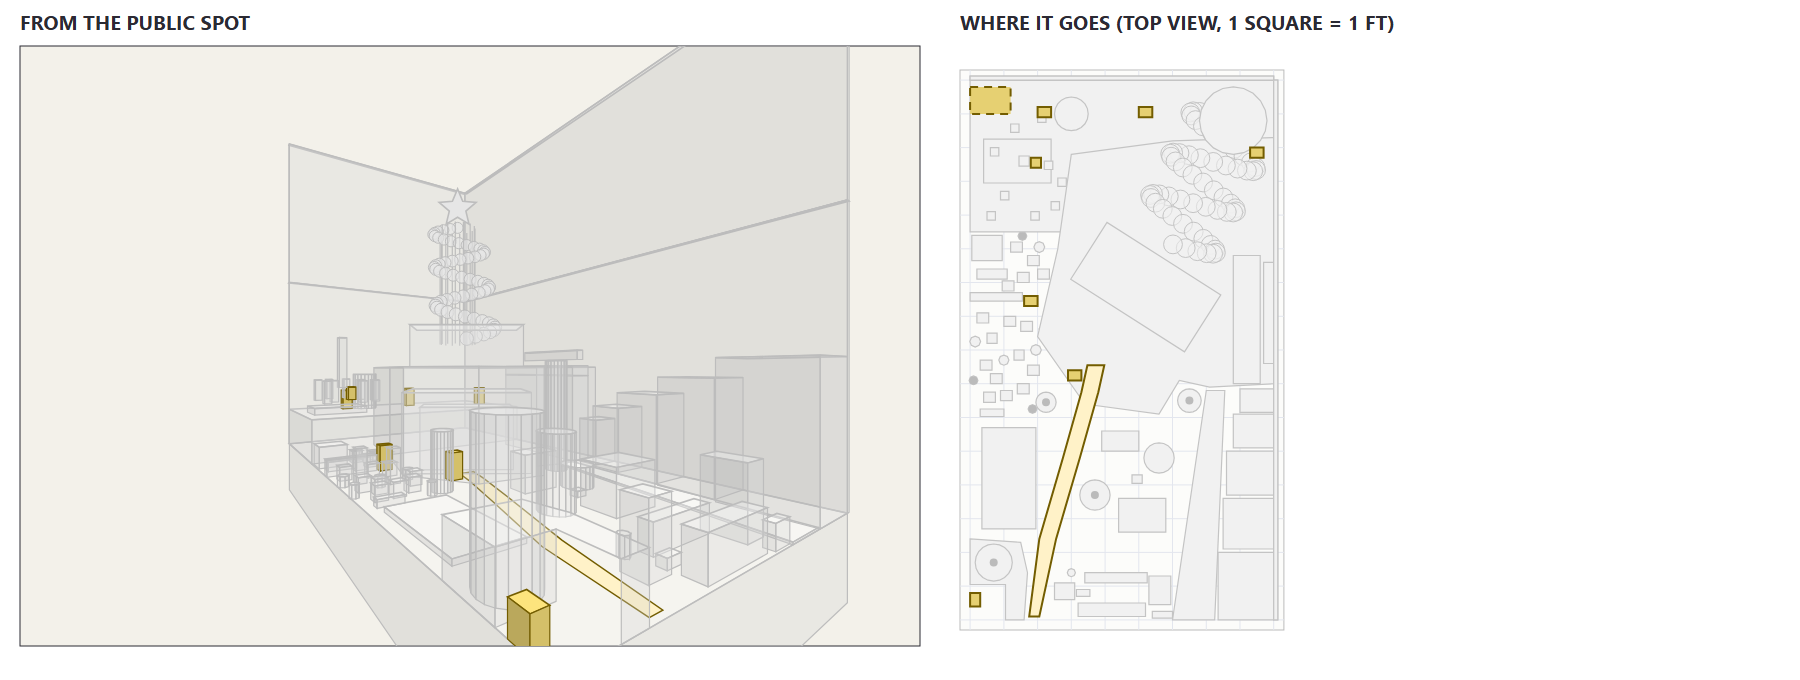 FROM THE PUBLIC SPOT
WHERE IT GOES (TOP VIEW, 1 SQUARE = 1 FT)